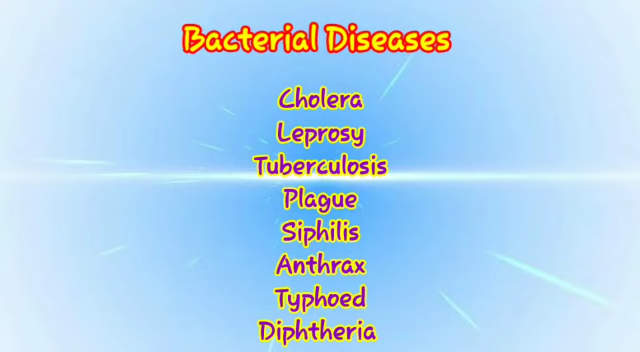 Bacterial Diseases
Cholera
Leprosy
Tuberculosis
Plague
Siphilis
Anthrax
Typhoed
Diphtheria